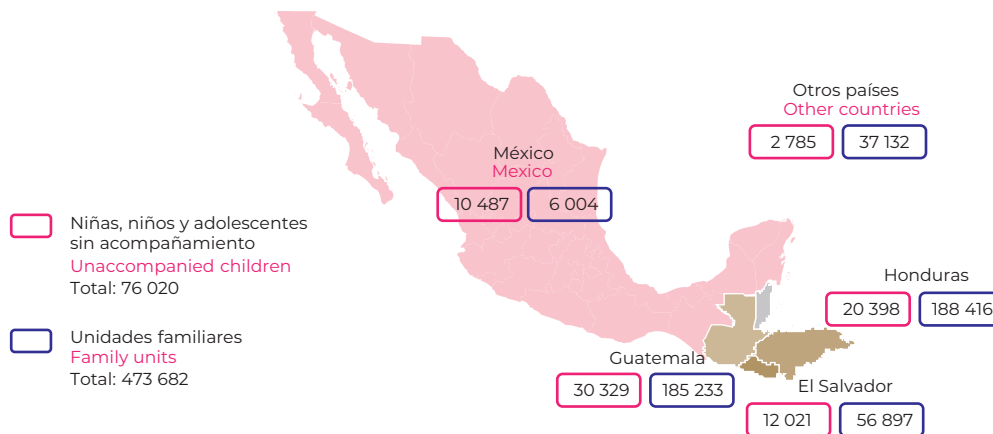 Otros países
Other countries
2 785 37 132
México
Mexico
10 487 6 004
Niñas, niños y adolescentes
sin acompañamiento
Unaccompanied children
Total: 76 020
Unidades familiares
Family units
Total: 473 682
Honduras
20 398 188 416
Guatemala
30 329 185 233
El Salvador
12 021 56 897